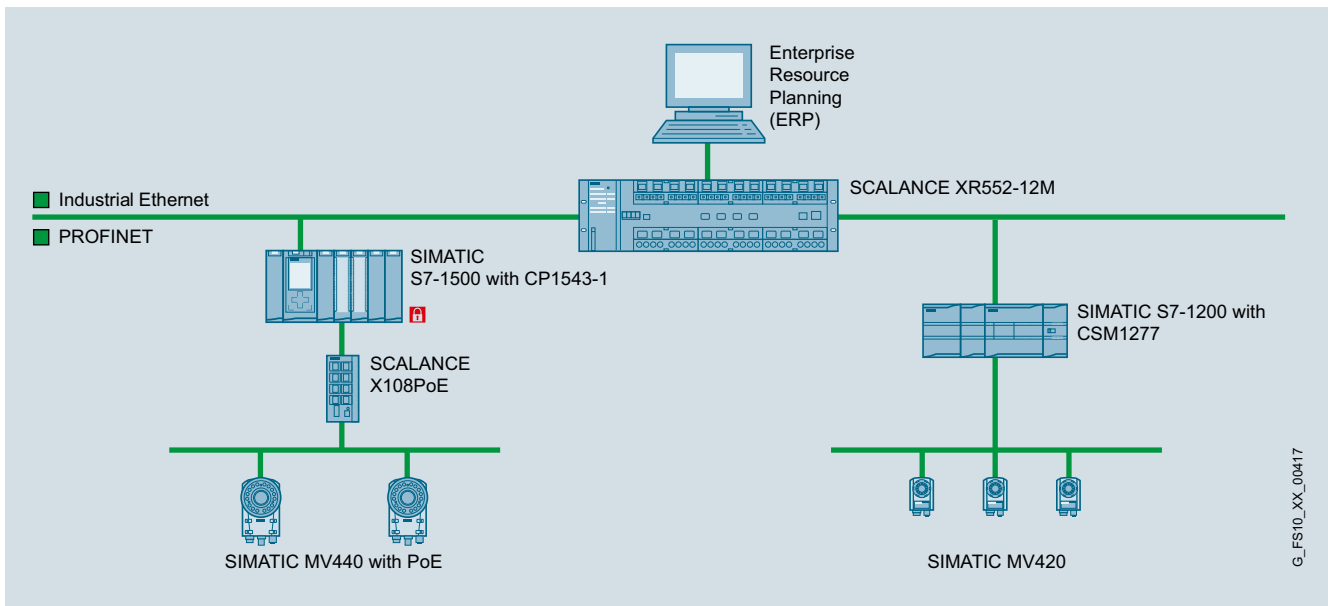 Enterprise
Resource
Planning
(ERP)
SCALANCE XR552-12M
Industrial Ethernet
PROFINET
SIMATIC
S7-1500 with CP1543-1
SIMATIC S7-1200 with
CSM1277
SCALANCE
X108PoE
SIMATIC MV440 with PoE
SIMATIC MV420
G_FS10_XX_00417